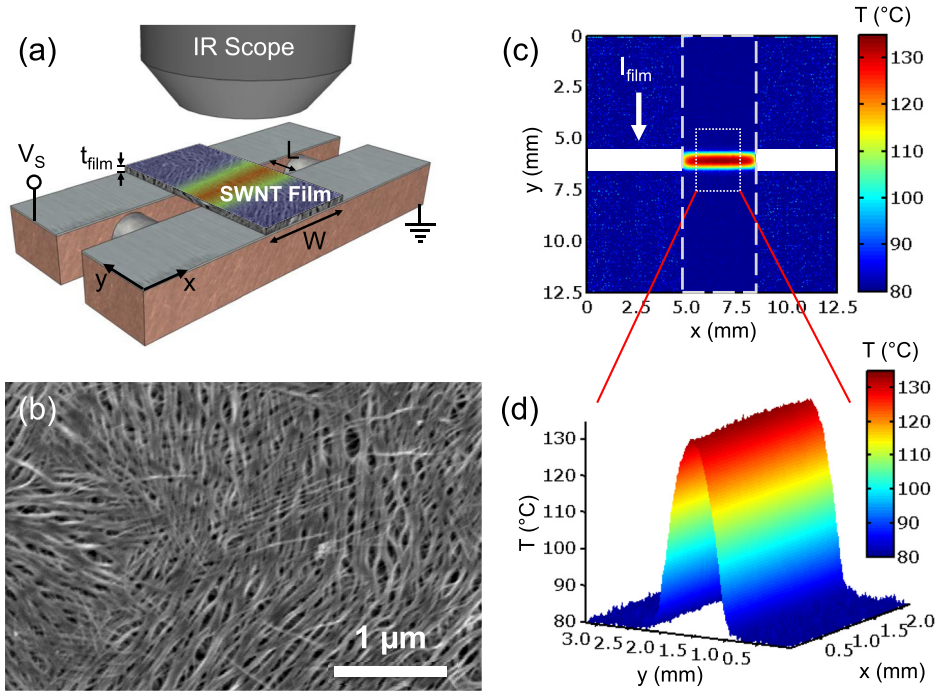 (a)
IR Scope
V_S
t_film
L
SWNT Film
W
y
x
(b)
1 µm
(c)
I_film
0
2.5
5.0
7.5
10.0
12.5
y (mm)
0 2.5 5.0 7.5 10.0 12.5
x (mm)
T (°C)
130
120
110
100
90
80
(d)
T (°C)
130
120
110
100
90
80
T (°C)
130
120
110
100
90
80
3.0 2.5 2.0 1.5 1.0 0.5
y (mm)
0.5 1.0 1.5 2.0
x (mm)